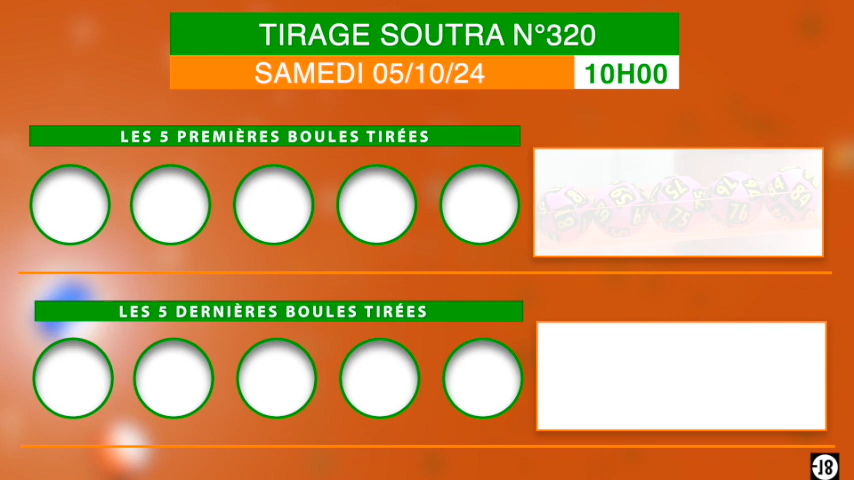 TIRAGE SOUTRA N°320
SAMEDI 05/10/24 10H00
LES 5 PREMIÈRES BOULES TIRÉES
LES 5 DERNIÈRES BOULES TIRÉES
-18